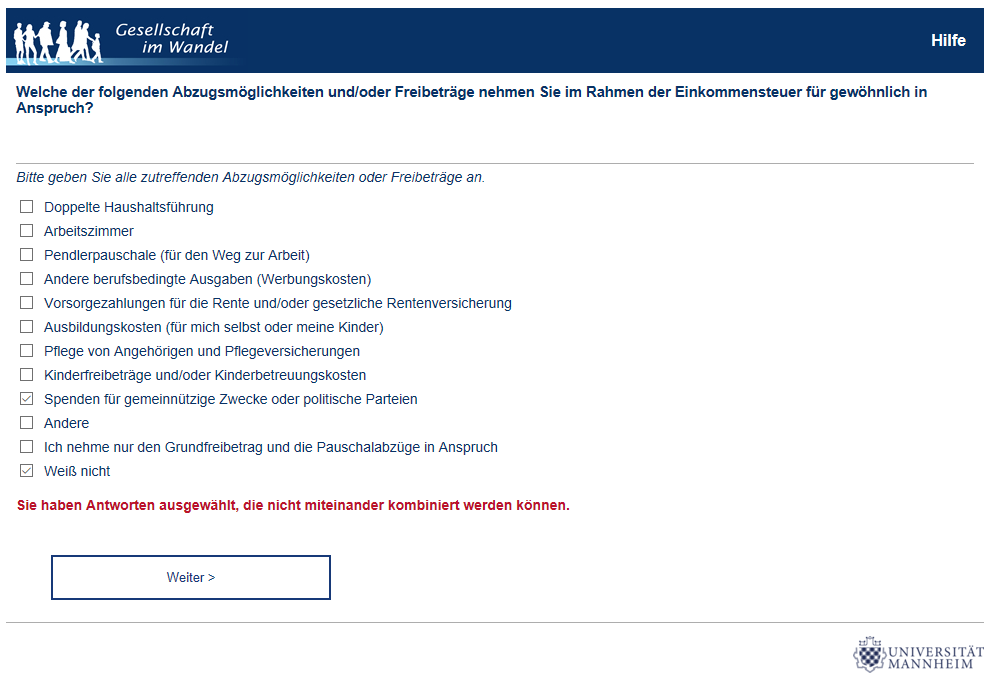 Gesellschaft
im Wandel
Hilfe
Welche der folgenden Abzugsmöglichkeiten und/oder Freibeträge nehmen Sie im Rahmen der Einkommensteuer für gewöhnlich in
Anspruch?
Bitte geben Sie alle zutreffenden Abzugsmöglichkeiten oder Freibeträge an.
Doppelte Haushaltsführung
Arbeitszimmer
Pendlerpauschale (für den Weg zur Arbeit)
Andere berufsbedingte Ausgaben (Werbungskosten)
Vorsorgezahlungen für die Rente und/oder gesetzliche Rentenversicherung
Ausbildungskosten (für mich selbst oder meine Kinder)
Pflege von Angehörigen und Pflegeversicherungen
Kinderfreibeträge und/oder Kinderbetreuungskosten
Spenden für gemeinnützige Zwecke oder politische Parteien
Andere
Ich nehme nur den Grundfreibetrag und die Pauschalabzüge in Anspruch
Weiß nicht
Sie haben Antworten ausgewählt, die nicht miteinander kombiniert werden können.
Weiter >
UNIVERSITÄT
MANNHEIM